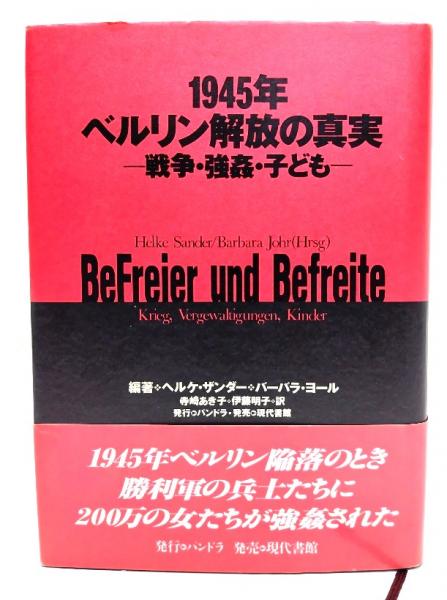 1945年
ベルリン解放の真実
─戦争・強姦・子ども─
Helke Sander/Barbara Johr(Hrsg)
BeFreier und Befreite
Krieg, Vergewaltigungen, Kinder
編著❖ヘルケ・ザンダー❖バーバラ・ヨール
寺崎あき子❖伊藤明子❖訳
発行❖パンドラ・発売❖現代書館
1945年ベルリン陥落のとき
勝利軍の兵士たちに
200万の女たちが強姦された
発行❖パンドラ 発売❖現代書館